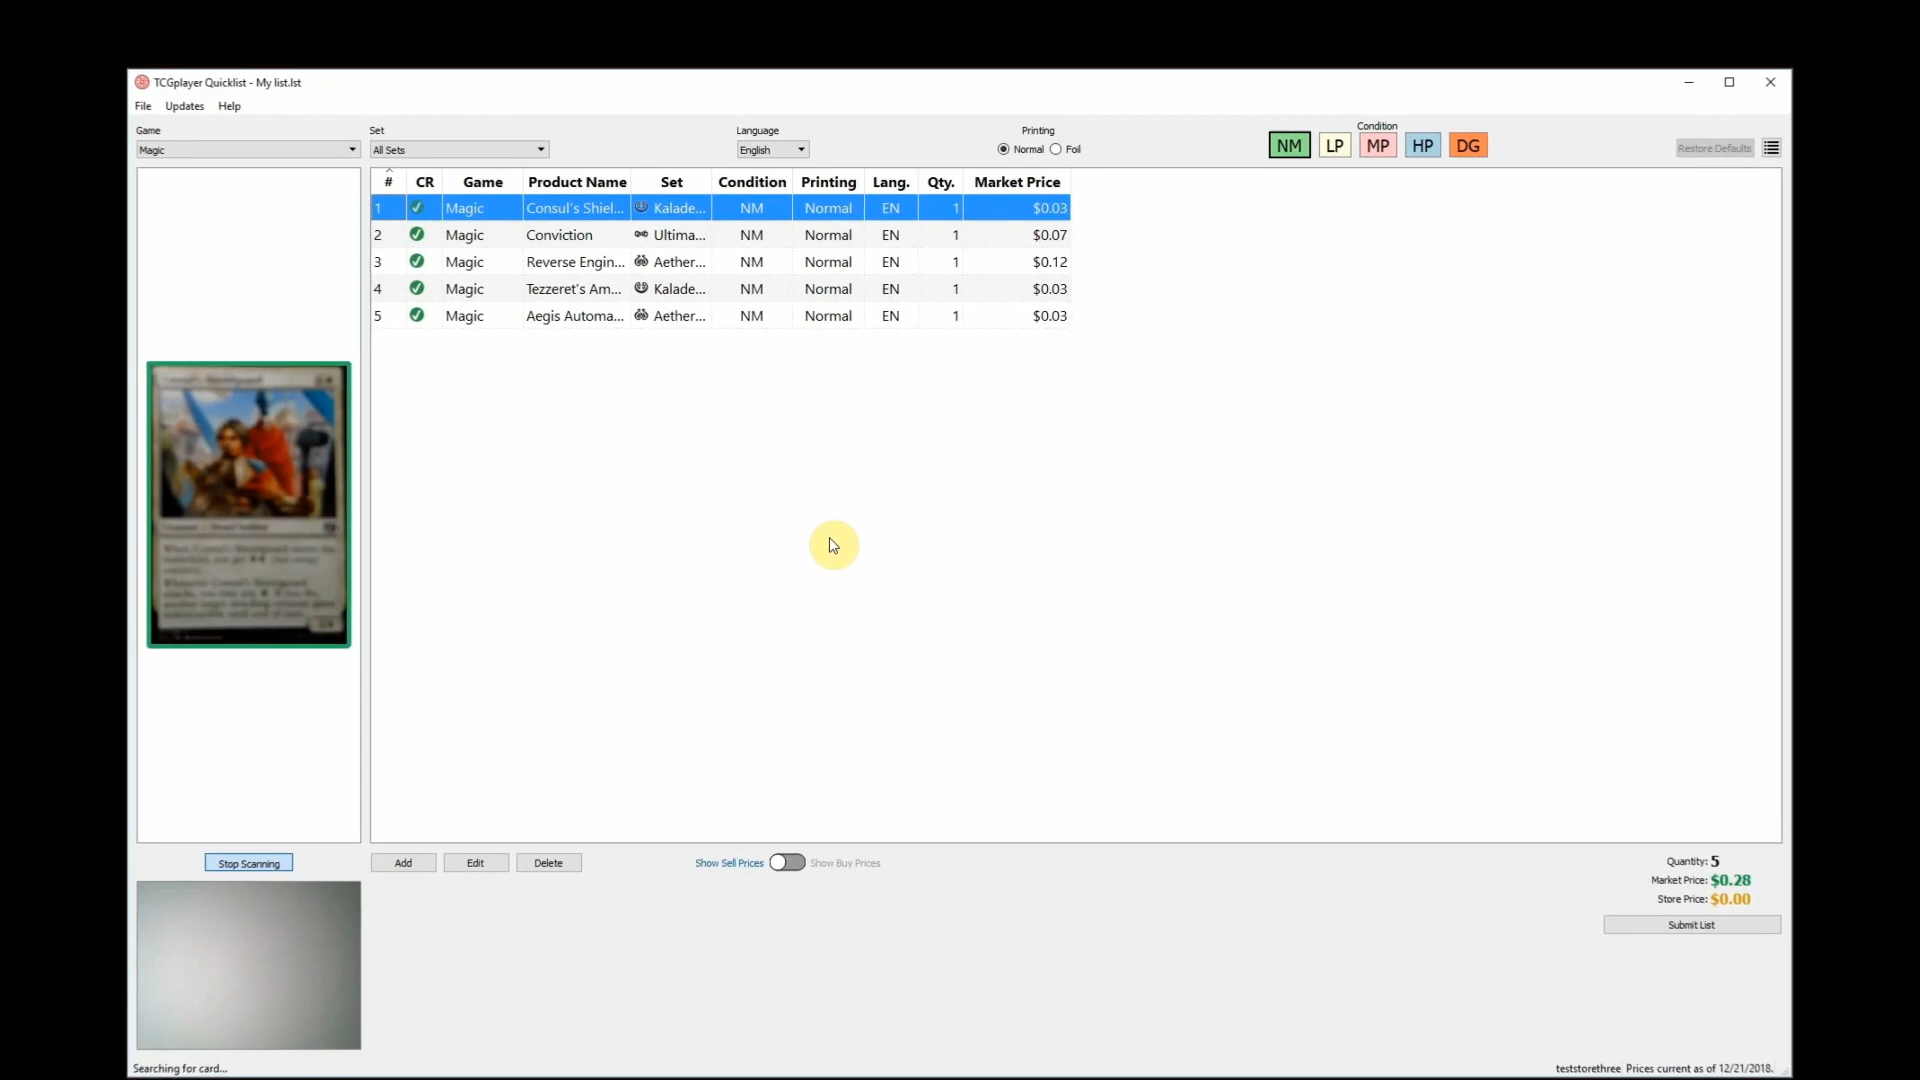 TCGplayer Quicklist - My list.lst
File Updates Help
Game Set Language Printing Condition
Magic All Sets English Normal Foil NM LP MP HP DG Restore Defaults
# CR Game Product Name Set Condition Printing Lang. Qty. Market Price
1 Magic Consul's Shiel... Kalade... NM Normal EN 1 $0.03
2 Magic Conviction Ultima... NM Normal EN 1 $0.07
3 Magic Reverse Engin... Aether... NM Normal EN 1 $0.12
4 Magic Tezzeret's Am... Kalade... NM Normal EN 1 $0.03
5 Magic Aegis Automa... Aether... NM Normal EN 1 $0.03
Stop Scanning Add Edit Delete Show Sell Prices Show Buy Prices Quantity: 5
Market Price: $0.28
Store Price: $0.00
Submit List
Searching for card... teststorethree Prices current as of 12/21/2018.